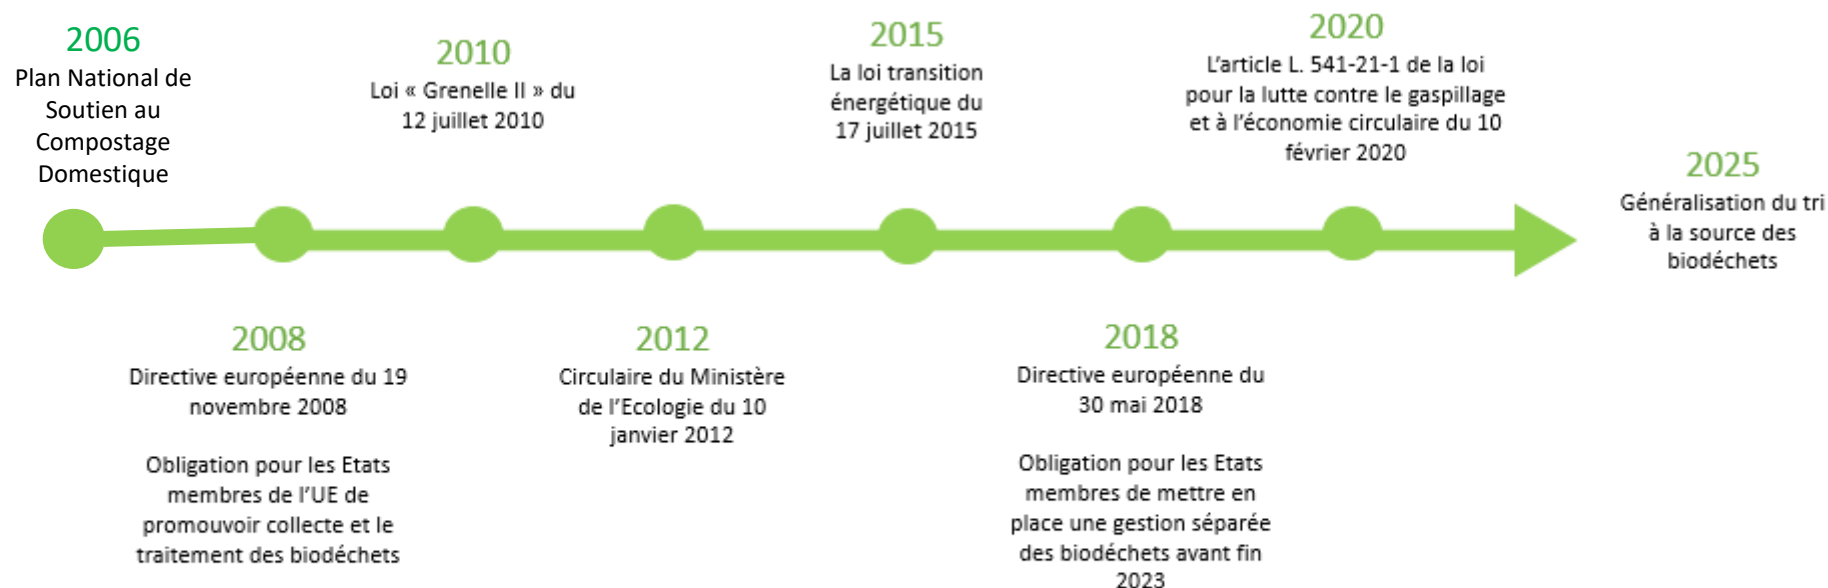 2006
Plan National de
Soutien au
Compostage
Domestique
2008
Directive européenne du 19
novembre 2008
Obligation pour les Etats
membres de l'UE de
promouvoir collecte et le
traitement des biodéchets
2010
Loi « Grenelle II » du
12 juillet 2010
2012
Circulaire du Ministère
de l'Ecologie du 10
janvier 2012
2015
La loi transition
énergétique du
17 juillet 2015
2018
Directive européenne du
30 mai 2018
Obligation pour les Etats
membres de mettre en
place une gestion séparée
des biodéchets avant fin
2023
2020
L'article L. 541-21-1 de la loi
pour la lutte contre le gaspillage
et à l'économie circulaire du 10
février 2020
2025
Généralisation du tri
à la source des
biodéchets